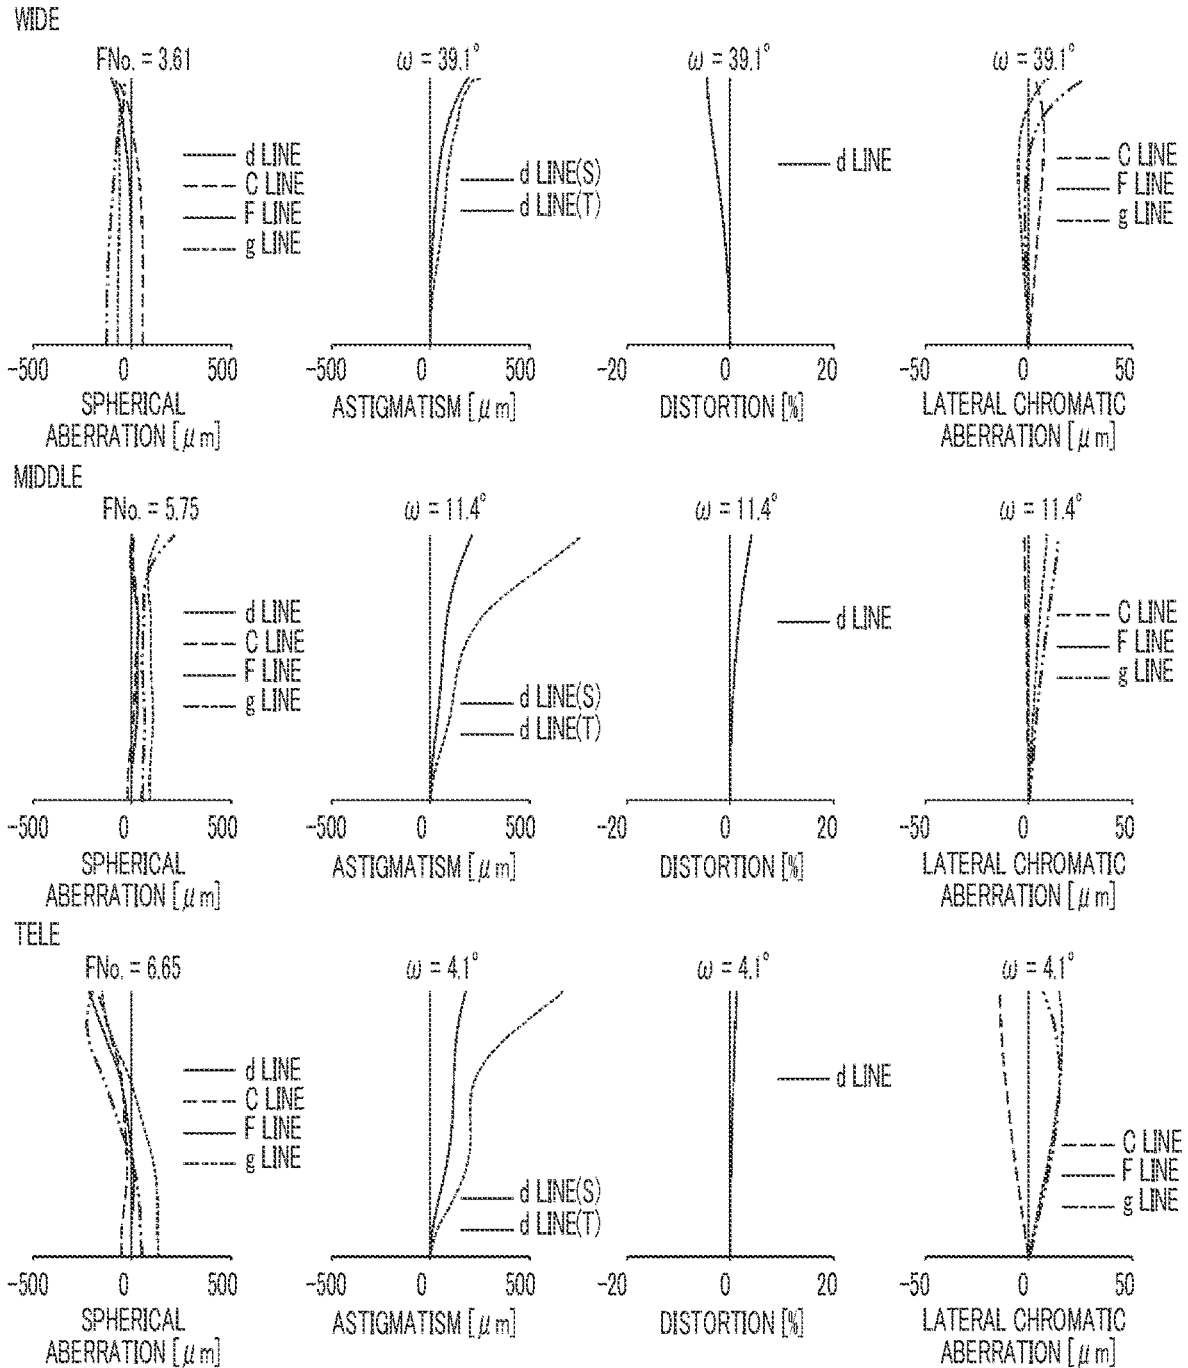 WIDE
FNo. = 3.61
d LINE
C LINE
F LINE
g LINE
-500 0 500
SPHERICAL
ABERRATION [μm]
ω = 39.1°
d LINE(S)
d LINE(T)
-500 0 500
ASTIGMATISM [μm]
ω = 39.1°
d LINE
-20 0 20
DISTORTION [%]
ω = 39.1°
C LINE
F LINE
g LINE
-50 0 50
LATERAL CHROMATIC
ABERRATION [μm]
MIDDLE
FNo. = 5.75
d LINE
C LINE
F LINE
g LINE
-500 0 500
SPHERICAL
ABERRATION [μm]
ω = 11.4°
d LINE(S)
d LINE(T)
-500 0 500
ASTIGMATISM [μm]
ω = 11.4°
d LINE
-20 0 20
DISTORTION [%]
ω = 11.4°
C LINE
F LINE
g LINE
-50 0 50
LATERAL CHROMATIC
ABERRATION [μm]
TELE
FNo. = 6.65
d LINE
C LINE
F LINE
g LINE
-500 0 500
SPHERICAL
ABERRATION [μm]
ω = 4.1°
d LINE(S)
d LINE(T)
-500 0 500
ASTIGMATISM [μm]
ω = 4.1°
d LINE
-20 0 20
DISTORTION [%]
ω = 4.1°
C LINE
F LINE
g LINE
-50 0 50
LATERAL CHROMATIC
ABERRATION [μm]